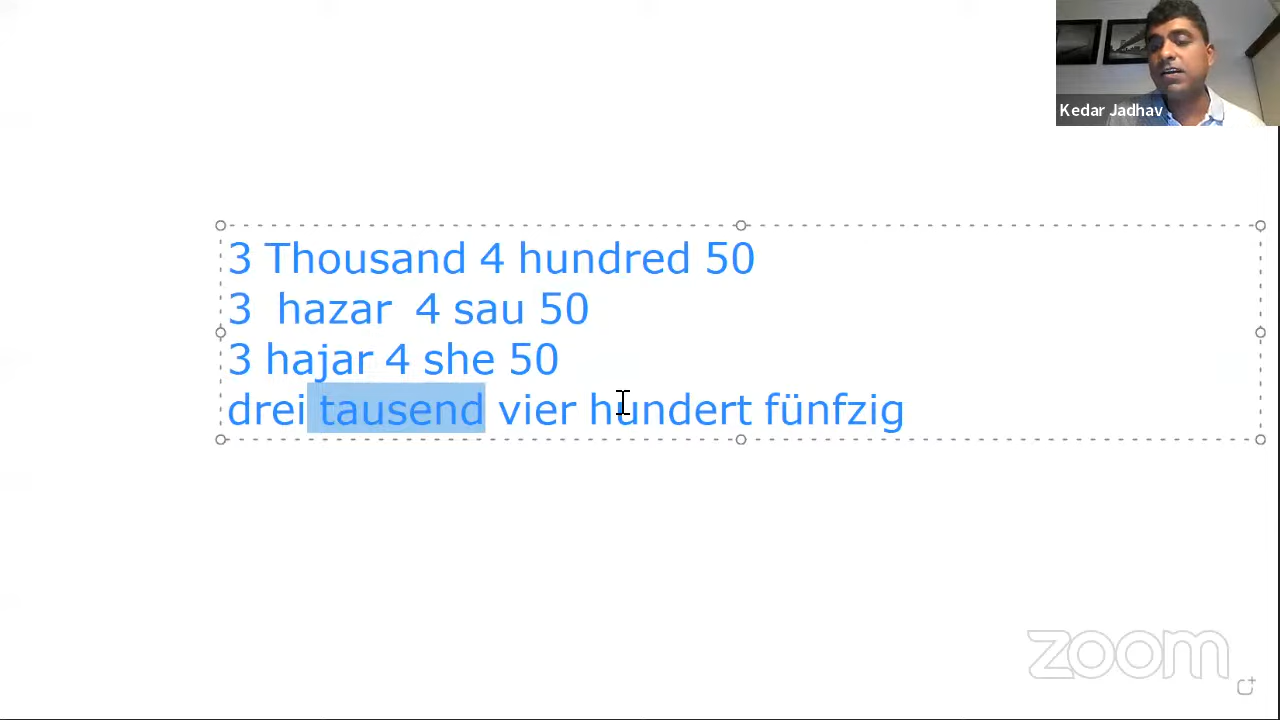 Kedar Jadhav
3 Thousand 4 hundred 50
3 hazar 4 sau 50
3 hajar 4 she 50
drei tausend vier hundert fünfzig
zoom